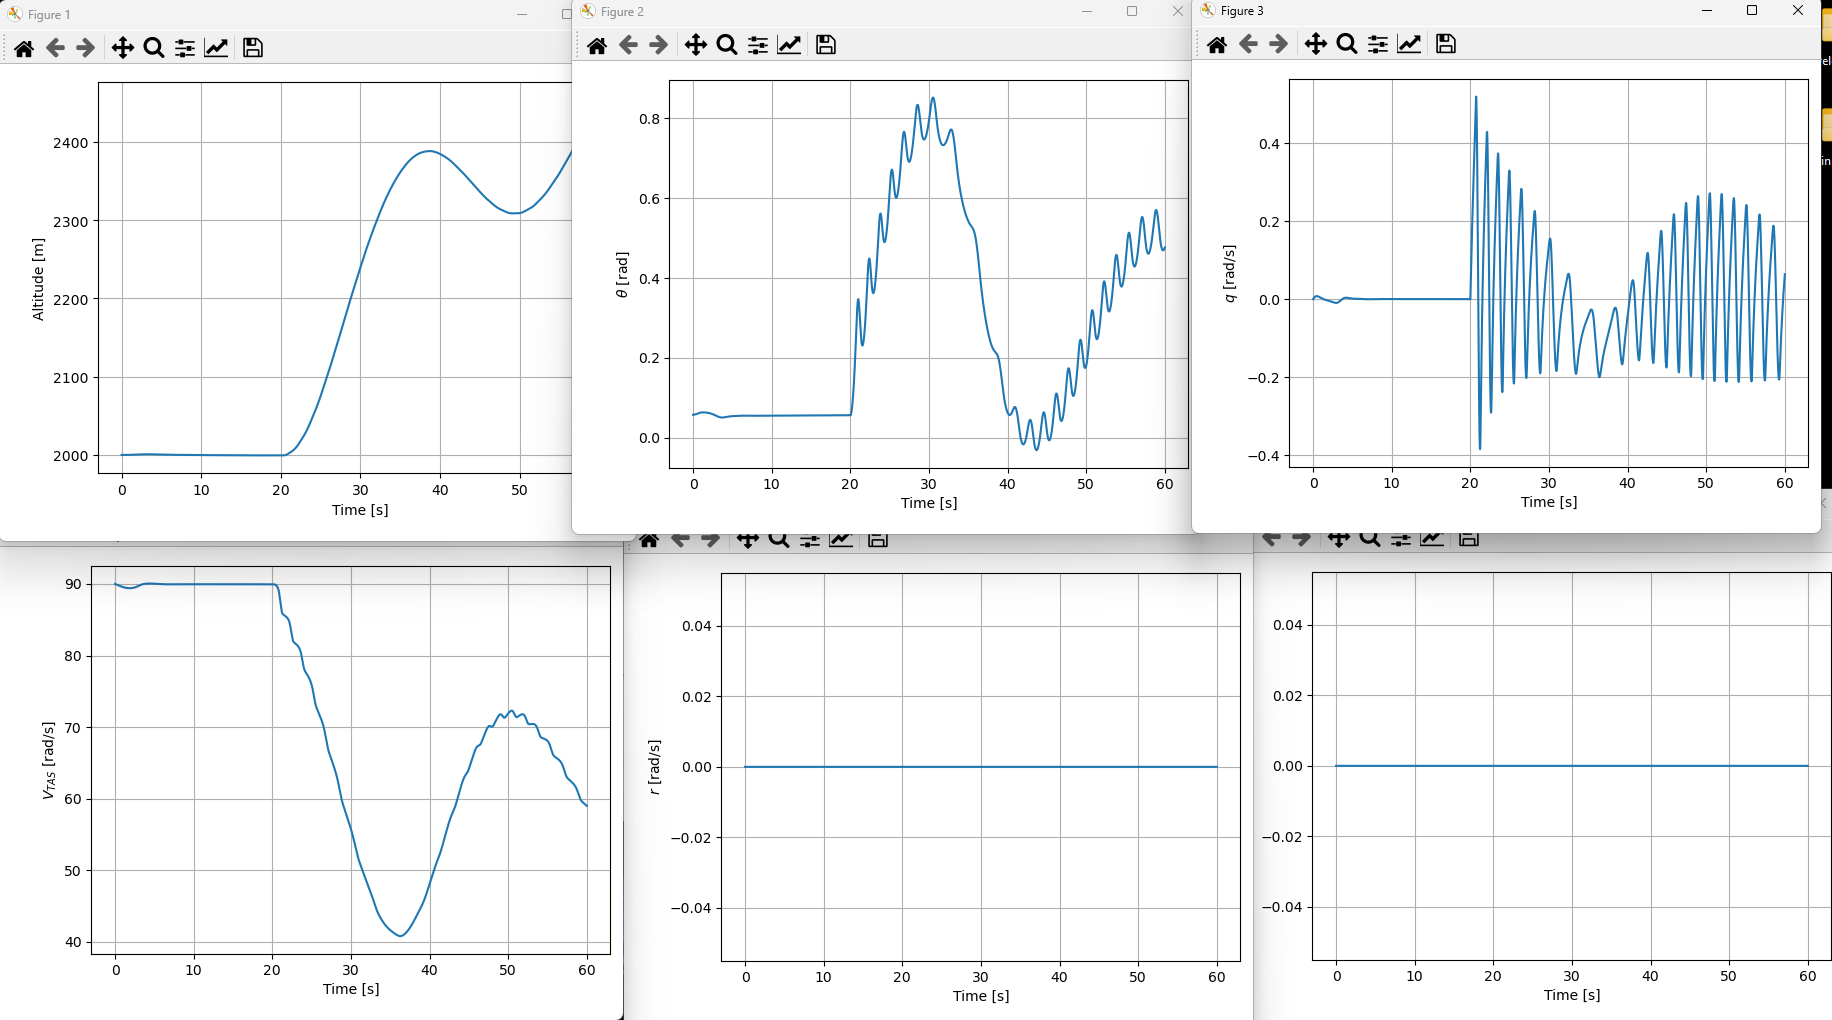 Figure 1
Figure 2
Figure 3
Altitude [m]
2400
2300
2200
2100
2000
0 10 20 30 40 50
Time [s]
θ [rad]
0.8
0.6
0.4
0.2
0.0
0 10 20 30 40 50 60
Time [s]
q [rad/s]
0.4
0.2
0.0
−0.2
−0.4
0 10 20 30 40 50 60
Time [s]
el
in
V_TAS [rad/s]
90
80
70
60
50
40
0 10 20 30 40 50 60
Time [s]
r [rad/s]
0.04
0.02
0.00
−0.02
−0.04
0 10 20 30 40 50 60
Time [s]
0.04
0.02
0.00
−0.02
−0.04
0 10 20 30 40 50 60
Time [s]